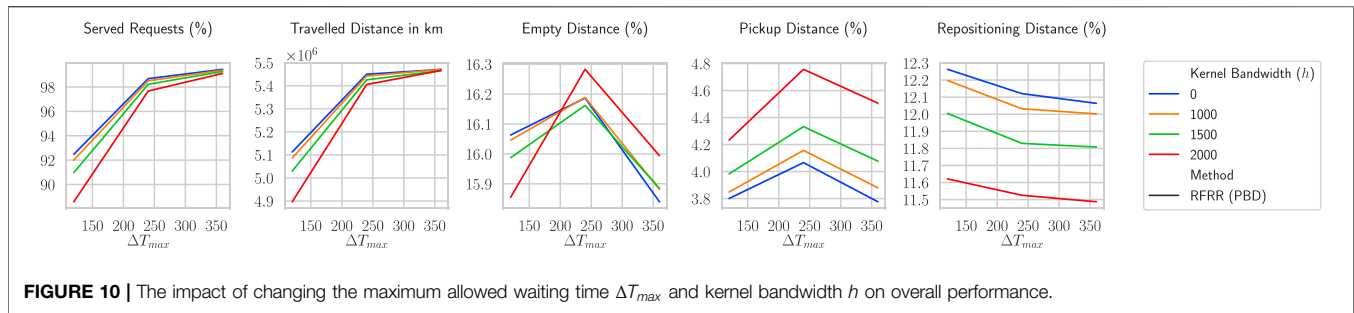 Served Requests (%)
98
96
94
92
90
150 200 250 300 350
ΔT_max
Travelled Distance in km
×10^6
5.5
5.4
5.3
5.2
5.1
5.0
4.9
150 200 250 300 350
ΔT_max
Empty Distance (%)
16.3
16.2
16.1
16.0
15.9
150 200 250 300 350
ΔT_max
Pickup Distance (%)
4.8
4.6
4.4
4.2
4.0
3.8
150 200 250 300 350
ΔT_max
Repositioning Distance (%)
12.3
12.2
12.1
12.0
11.8
11.7
11.6
11.5
150 200 250 300 350
ΔT_max
Kernel Bandwidth (h)
0
1000
1500
2000
Method
RFRR (PBD)
FIGURE 10 | The impact of changing the maximum allowed waiting time ΔT_max and kernel bandwidth h on overall performance.